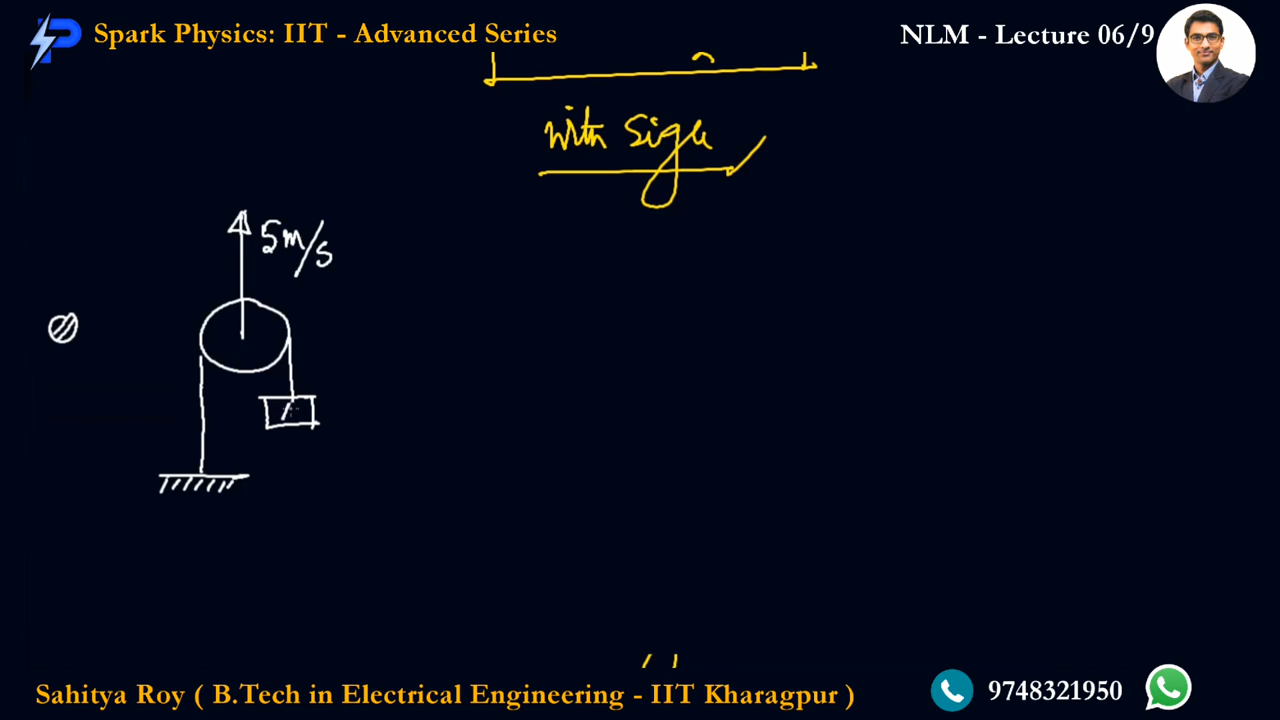 Spark Physics: IIT - Advanced Series
NLM - Lecture 06/9
with Sign
5m/s
Sahitya Roy ( B.Tech in Electrical Engineering - IIT Kharagpur )
9748321950